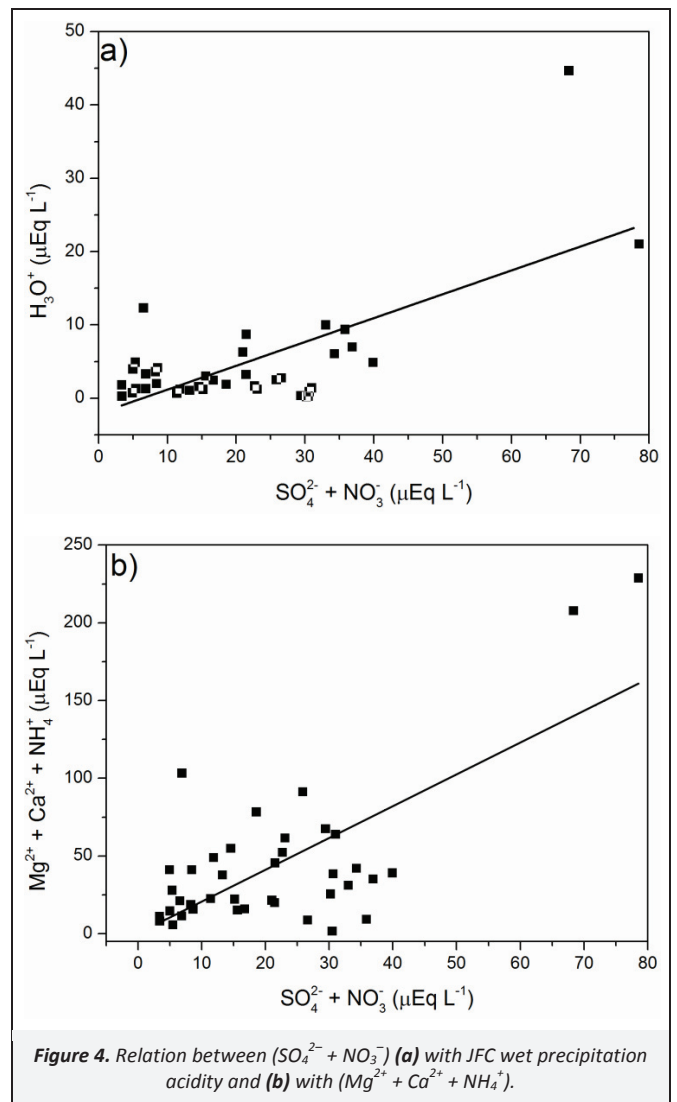 a)
50
40
30
20
10
0
H₃O⁺ (μEq L⁻¹)
0 10 20 30 40 50 60 70 80
SO₄²⁻ + NO₃⁻ (μEq L⁻¹)
b)
250
200
150
100
50
0
Mg²⁺ + Ca²⁺ + NH₄⁺ (μEq L⁻¹)
0 10 20 30 40 50 60 70 80
SO₄²⁻ + NO₃⁻ (μEq L⁻¹)
Figure 4. Relation between (SO₄²⁻ + NO₃⁻) (a) with JFC wet precipitation
acidity and (b) with (Mg²⁺ + Ca²⁺ + NH₄⁺).